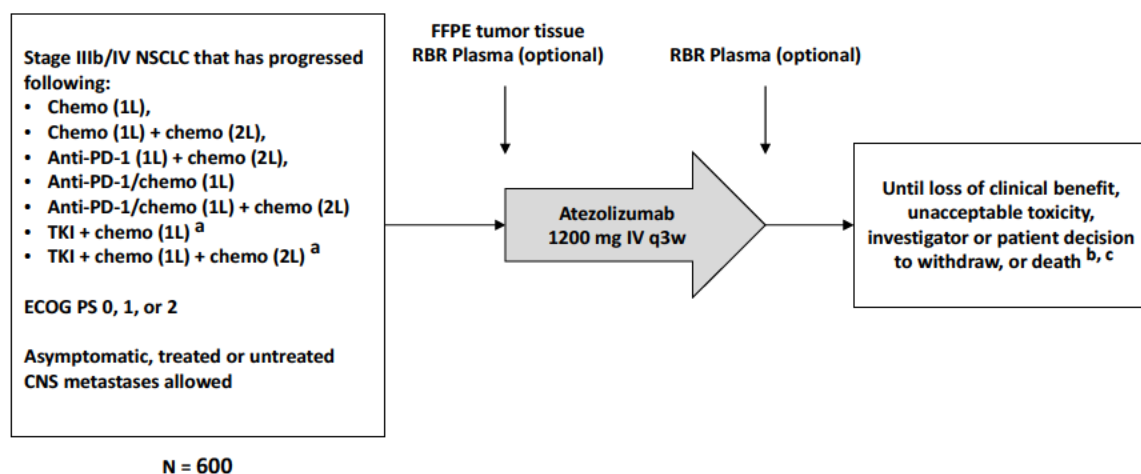 Stage IIIb/IV NSCLC that has progressed
following:
• Chemo (1L),
• Chemo (1L) + chemo (2L),
• Anti-PD-1 (1L) + chemo (2L),
• Anti-PD-1/chemo (1L)
• Anti-PD-1/chemo (1L) + chemo (2L)
• TKI + chemo (1L) a
• TKI + chemo (1L) + chemo (2L) a
ECOG PS 0, 1, or 2
Asymptomatic, treated or untreated
CNS metastases allowed
N = 600
FFPE tumor tissue
RBR Plasma (optional)
RBR Plasma (optional)
Atezolizumab
1200 mg IV q3w
Until loss of clinical benefit,
unacceptable toxicity,
investigator or patient decision
to withdraw, or death b, c